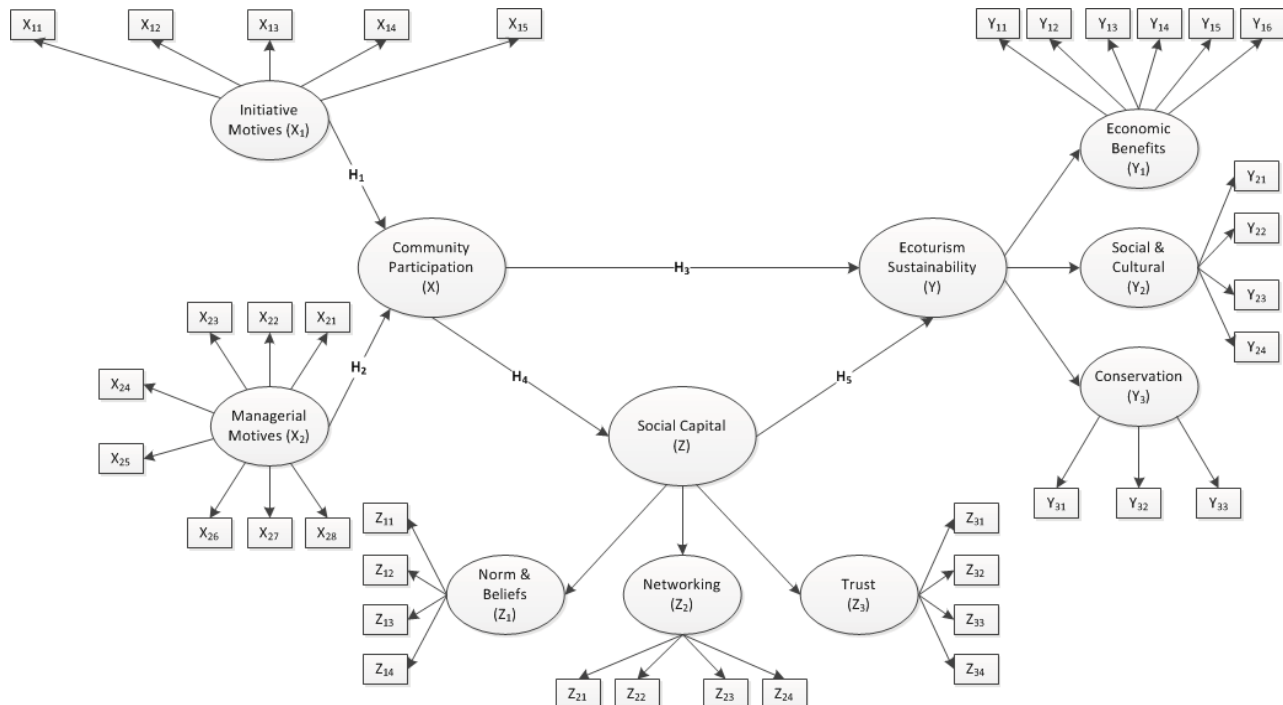 X₁₁
X₁₂
X₁₃
X₁₄
X₁₅
Y₁₁
Y₁₂
Y₁₃
Y₁₄
Y₁₅
Y₁₆
Initiative
Motives (X₁)
Economic
Benefits
(Y₁)
H₁
Y₂₁
Y₂₂
Y₂₃
Y₂₄
Community
Participation
(X)
H₃
Ecoturism
Sustainability
(Y)
Social &
Cultural
(Y₂)
X₂₃
X₂₂
X₂₁
X₂₄
X₂₅
H₂
H₄
H₅
Managerial
Motives (X₂)
Social Capital
(Z)
Conservation
(Y₃)
X₂₆
X₂₇
X₂₈
Y₃₁
Y₃₂
Y₃₃
Z₁₁
Z₁₂
Z₁₃
Z₁₄
Norm &
Beliefs
(Z₁)
Networking
(Z₂)
Trust
(Z₃)
Z₃₁
Z₃₂
Z₃₃
Z₃₄
Z₂₁
Z₂₂
Z₂₃
Z₂₄